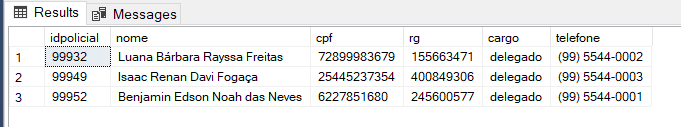 Results Messages
idpolicial nome cpf rg cargo telefone
1 99932 Luana Bárbara Rayssa Freitas 72899983679 155663471 delegado (99) 5544-0002
2 99949 Isaac Renan Davi Fogaça 25445237354 400849306 delegado (99) 5544-0003
3 99952 Benjamin Edson Noah das Neves 6227851680 245600577 delegado (99) 5544-0001